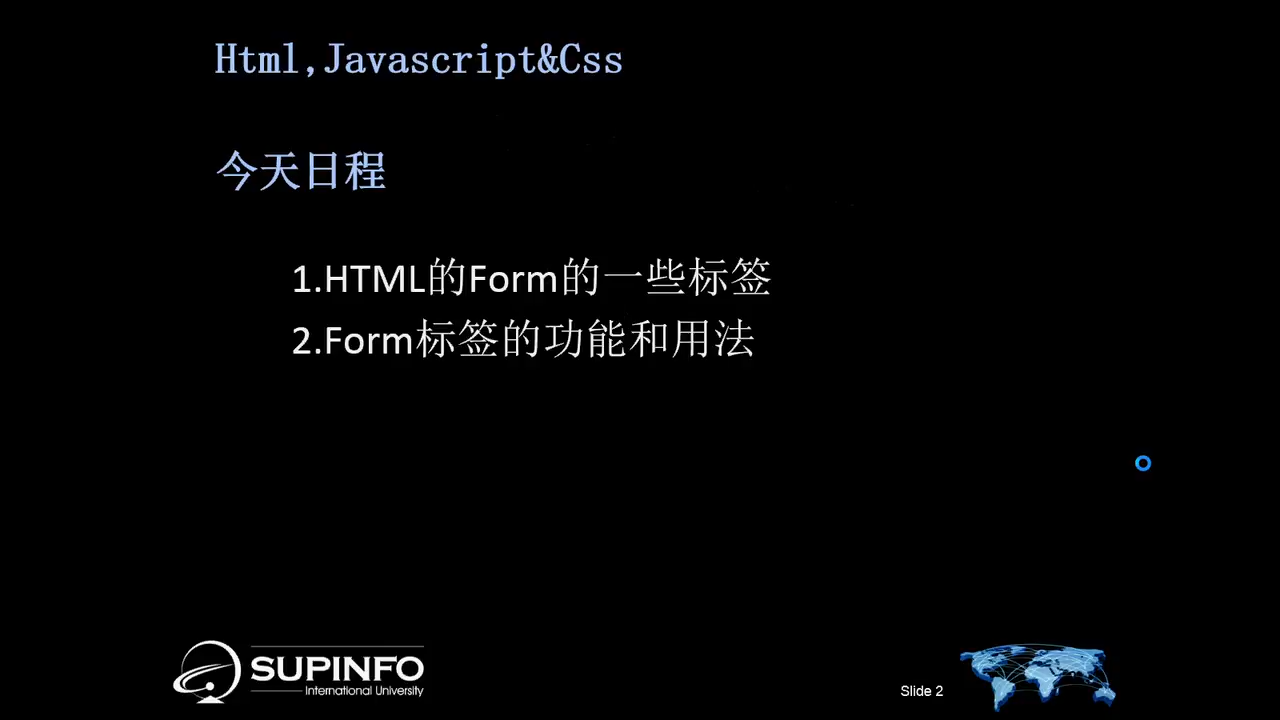 Html,Javascript&Css
今天日程
1.HTML的Form的一些标签
2.Form标签的功能和用法
SUPINFO
International University
Slide 2